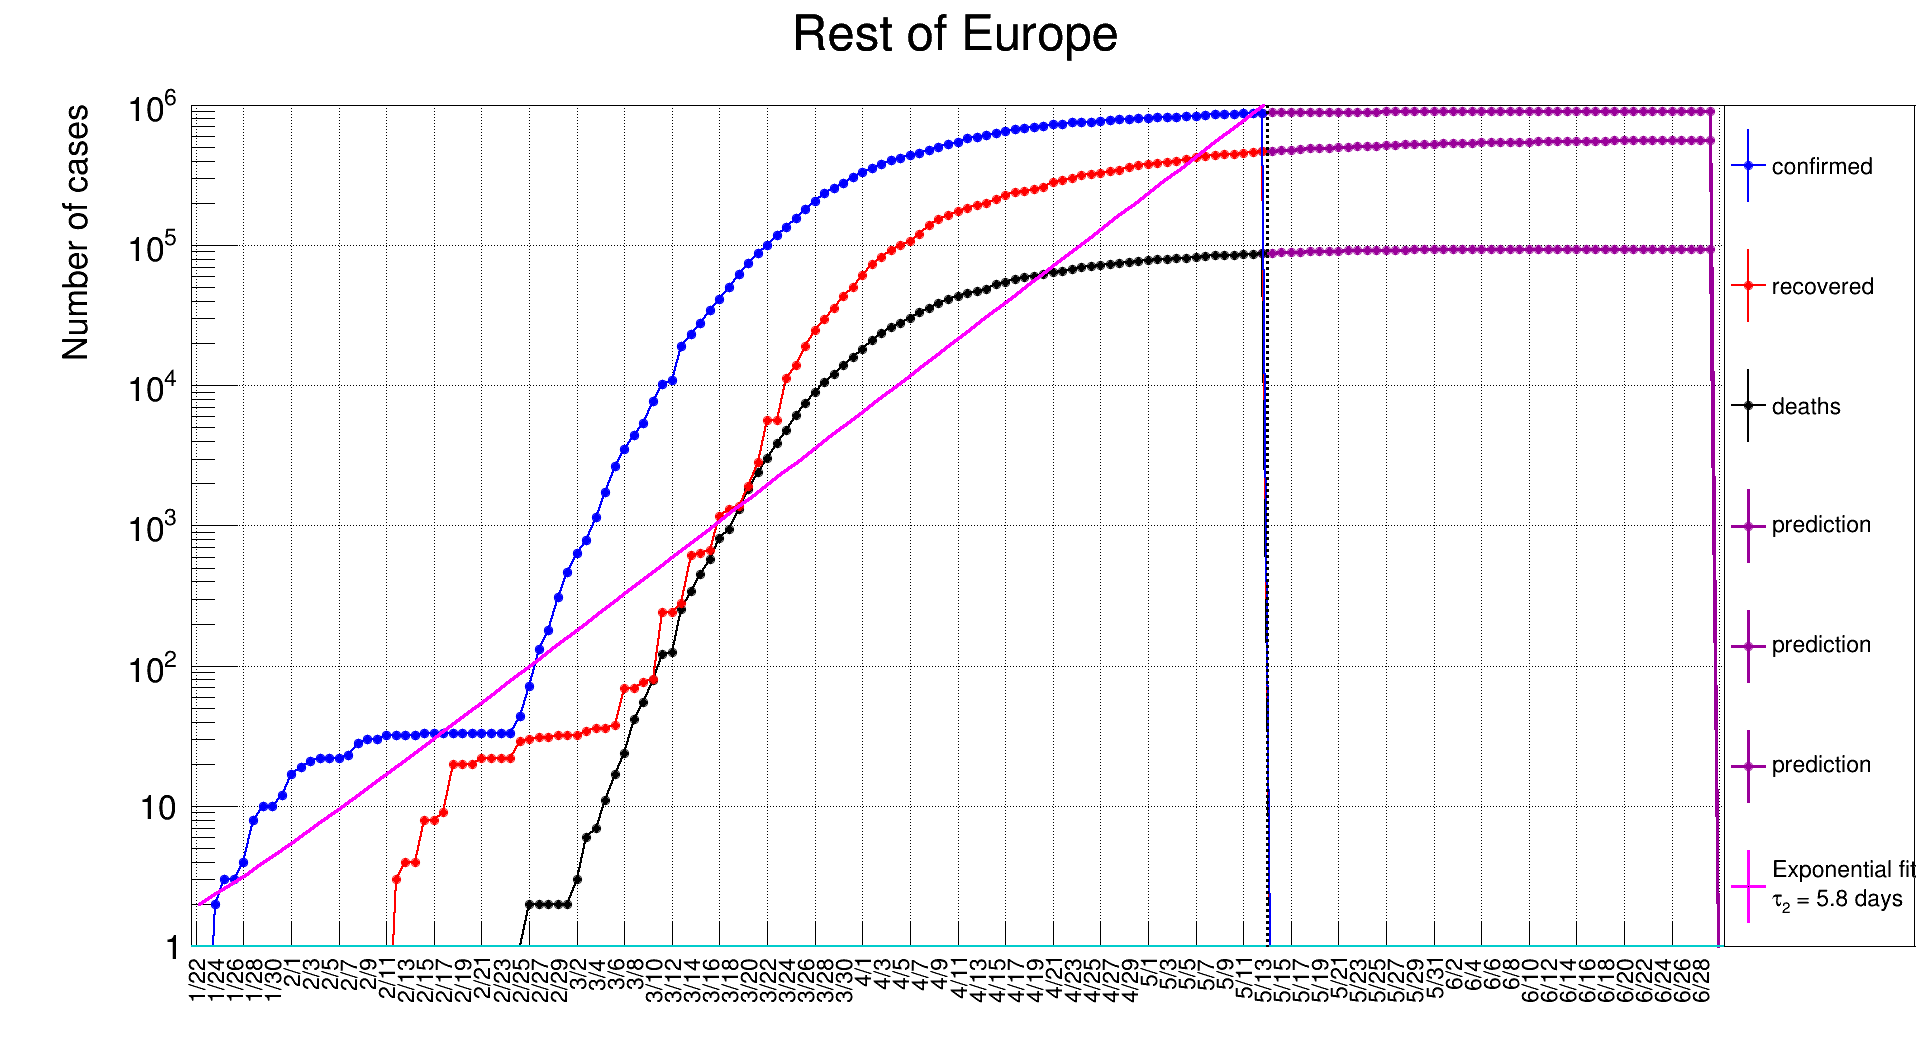 Rest of Europe
Number of cases
10^6
10^5
10^4
10^3
10^2
10
1
1/22 1/24 1/26 1/28 1/30 2/1 2/3 2/5 2/7 2/9 2/11 2/13 2/15 2/17 2/19 2/21 2/23 2/25 2/27 2/29 3/2 3/4 3/6 3/8 3/10 3/12 3/14 3/16 3/18 3/20 3/22 3/24 3/26 3/28 3/30 4/1 4/3 4/5 4/7 4/9 4/11 4/13 4/15 4/17 4/19 4/21 4/23 4/25 4/27 4/29 5/1 5/3 5/5 5/7 5/9 5/11 5/13 5/15 5/17 5/19 5/21 5/23 5/25 5/27 5/29 5/31 6/2 6/4 6/6 6/8 6/10 6/12 6/14 6/16 6/18 6/20 6/22 6/24 6/26 6/28
confirmed
recovered
deaths
prediction
prediction
prediction
Exponential fit
τ_2 = 5.8 days